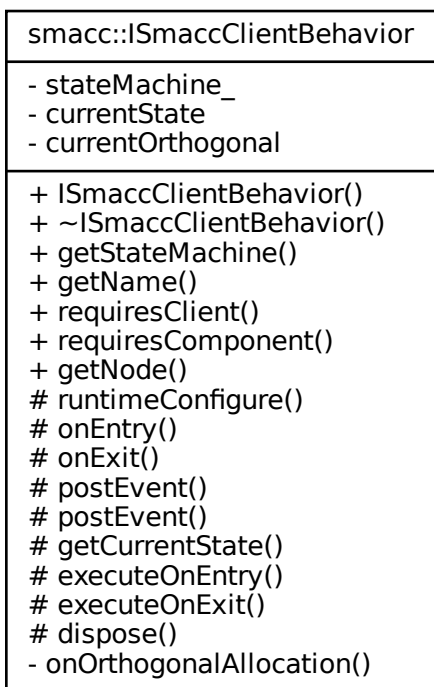 smacc::ISmaccClientBehavior
- stateMachine_
- currentState
- currentOrthogonal
+ ISmaccClientBehavior()
+ ~ISmaccClientBehavior()
+ getStateMachine()
+ getName()
+ requiresClient()
+ requiresComponent()
+ getNode()
# runtimeConfigure()
# onEntry()
# onExit()
# postEvent()
# postEvent()
# getCurrentState()
# executeOnEntry()
# executeOnExit()
# dispose()
- onOrthogonalAllocation()